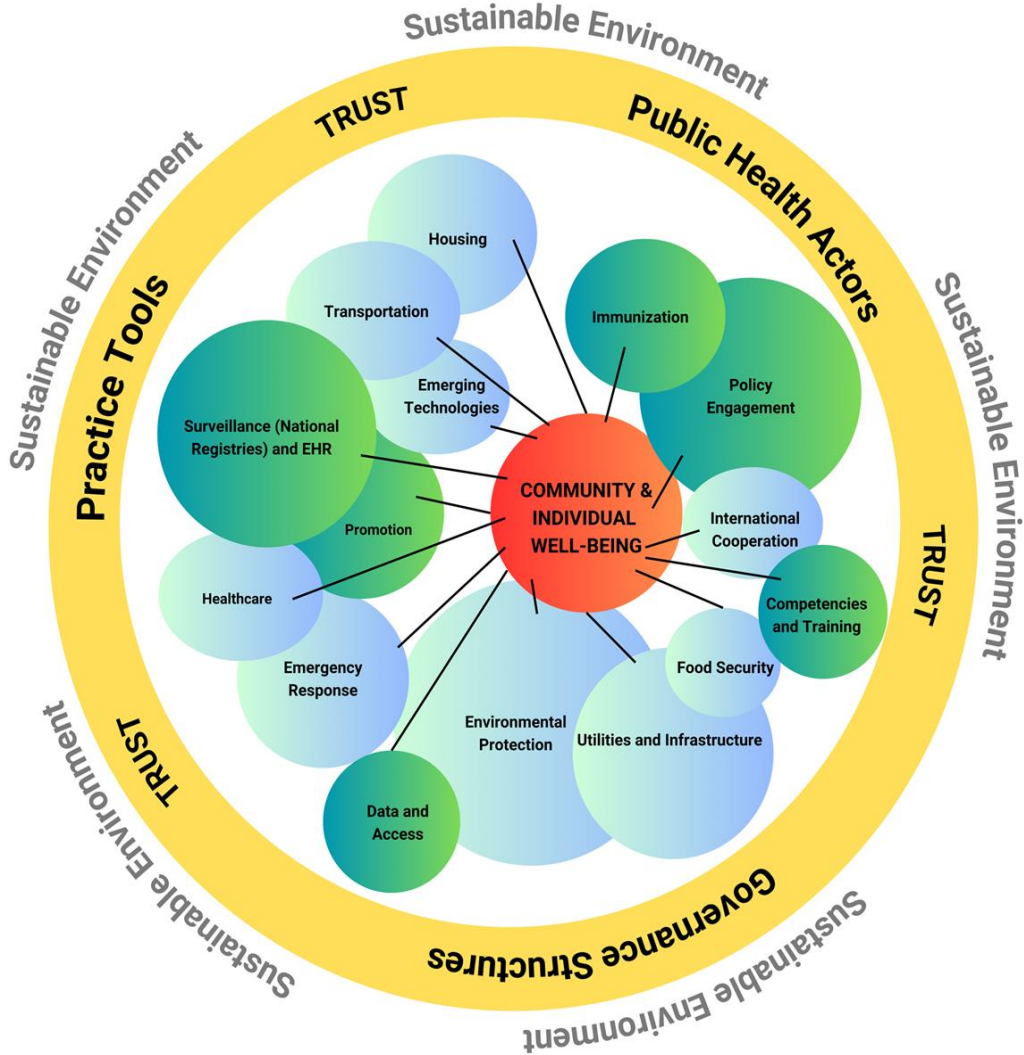 Sustainable Environment
TRUST
Public Health Actors
Sustainable Environment
Practice Tools
Sustainable Environment
Housing
Transportation
Immunization
Emerging
Technologies
Policy
Engagement
Surveillance (National
Registries) and EHR
COMMUNITY &
INDIVIDUAL
WELL-BEING
Promotion
International
Cooperation
TRUST
Healthcare
Competencies
and Training
Emergency
Response
Food Security
Environmental
Protection
Utilities and Infrastructure
Data and
Access
TRUST
Sustainable Environment
Governance Structures
Sustainable Environment